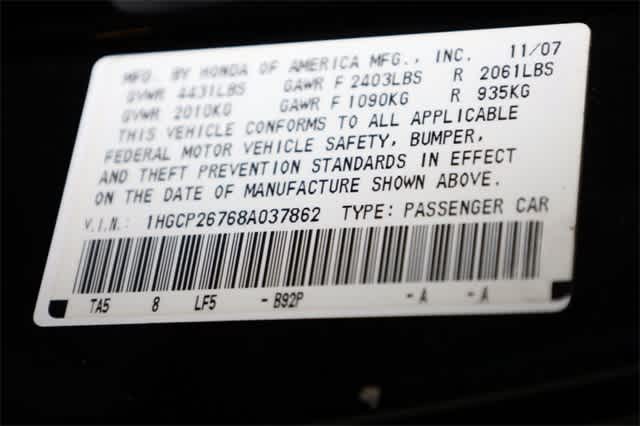 MFG. BY HONDA OF AMERICA MFG., INC. 11/07
GVWR 4431LBS GAWR F 2403LBS R 2061LBS
GVWR 2010KG GAWR F 1090KG R 935KG
THIS VEHICLE CONFORMS TO ALL APPLICABLE
FEDERAL MOTOR VEHICLE SAFETY, BUMPER,
AND THEFT PREVENTION STANDARDS IN EFFECT
ON THE DATE OF MANUFACTURE SHOWN ABOVE.
V.I.N.: 1HGCP26768A037862 TYPE: PASSENGER CAR
TA5 8 LF5 - B92P - A - A